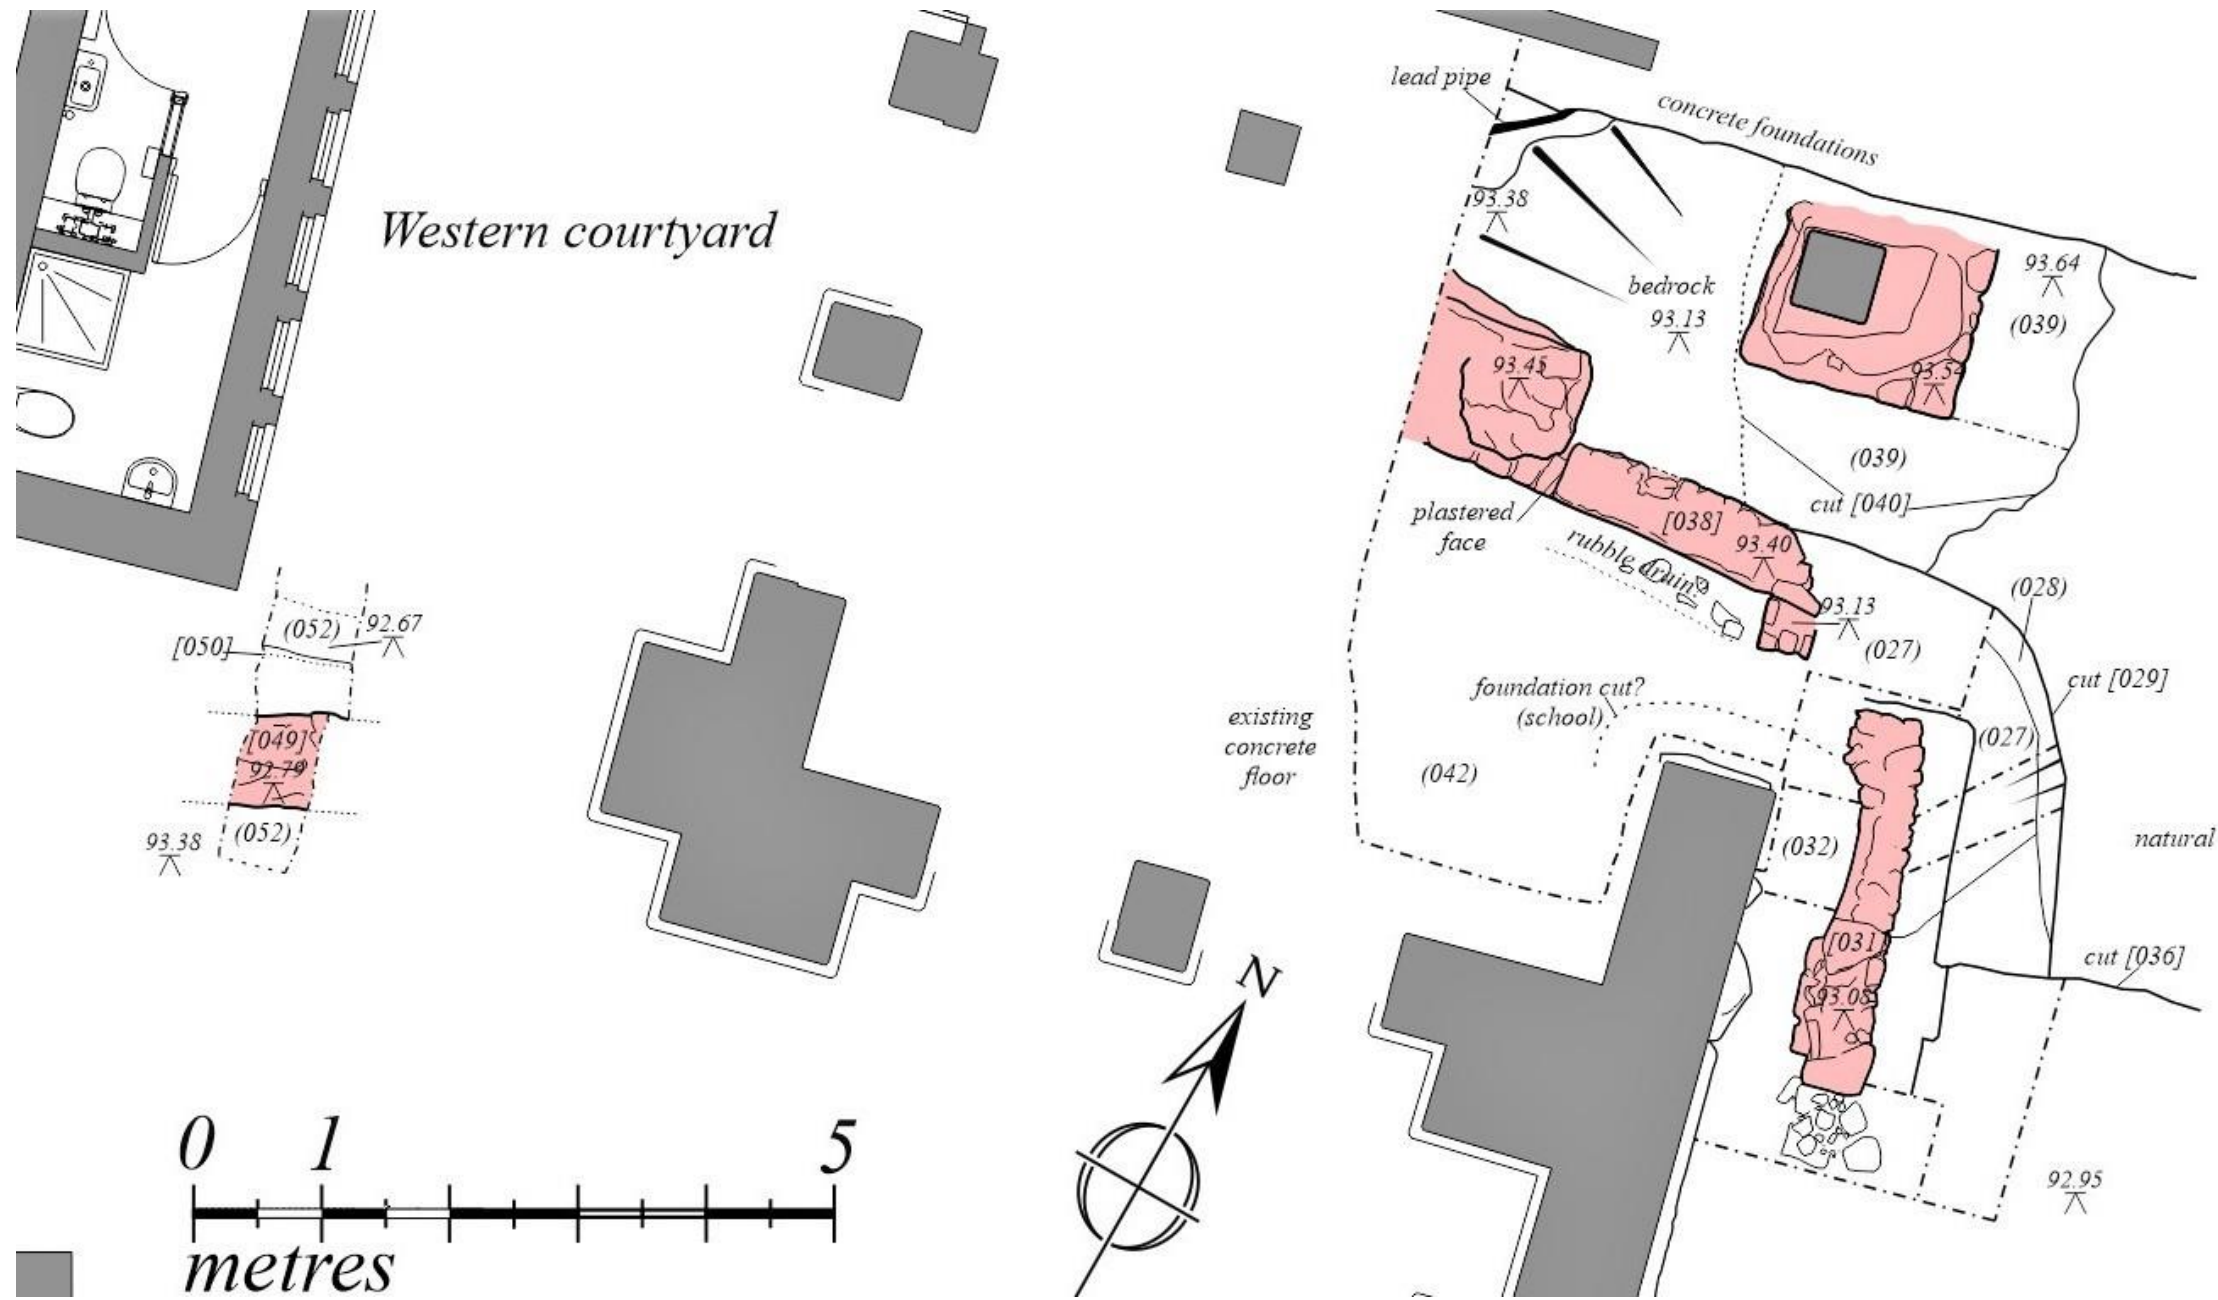 lead pipe
concrete foundations
93.38
Western courtyard
bedrock
93.13
93.64
(039)
93.45
93.54
(039)
cut [040]
plastered
face
[038]
93.40
rubble drain
(028)
93.13
(027)
(052)
92.67
[050]
cut [029]
foundation cut?
(school)
existing
concrete
floor
(027)
[049]
92.79
(042)
(052)
93.38
(032)
natural
[031]
cut [036]
93.08
N
0 1 5
metres
92.95